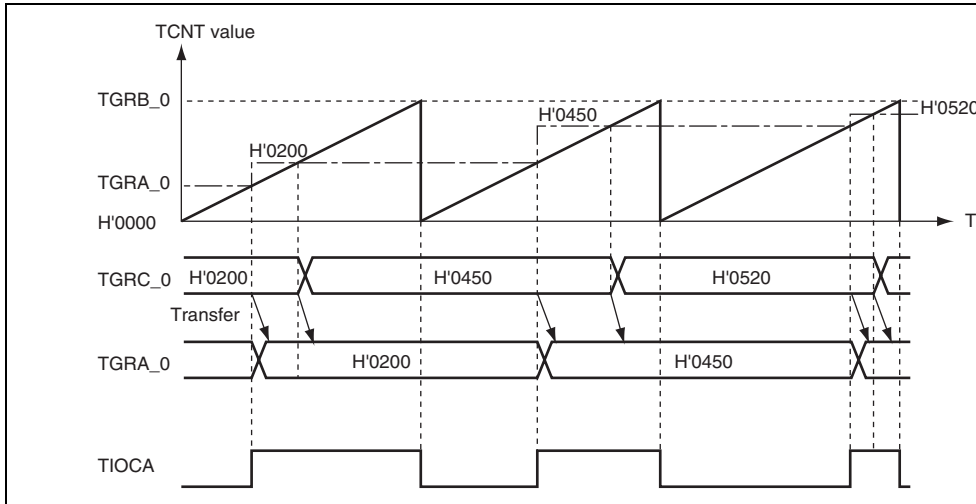 TCNT value
TGRB_0
H'0450
H'0520
H'0200
TGRA_0
H'0000
T
TGRC_0
H'0200
H'0450
H'0520
Transfer
TGRA_0
H'0200
H'0450
TIOCA